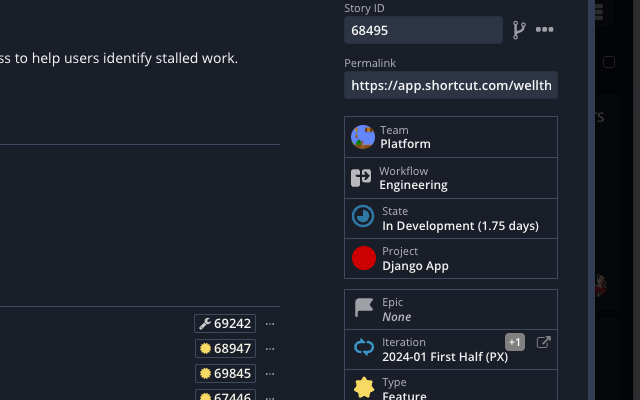 Story ID
68495
ss to help users identify stalled work.
Permalink
https://app.shortcut.com/wellth
Team
Platform
Workflow
Engineering
State
In Development (1.75 days)
Project
Django App
Epic
None
Iteration
+1
2024-01 First Half (PX)
Type
Feature
69242
68947
69845
67446